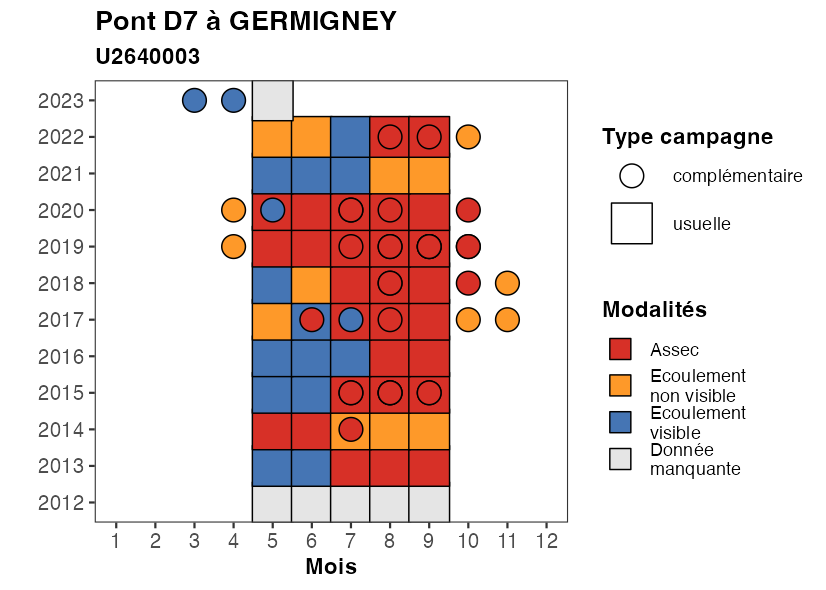 Pont D7 à GERMIGNEY
U2640003
2023
2022
2021
2020
2019
2018
2017
2016
2015
2014
2013
2012
1 2 3 4 5 6 7 8 9 10 11 12
Mois
Type campagne
complémentaire
usuelle
Modalités
Assec
Ecoulement
non visible
Ecoulement
visible
Donnée
manquante